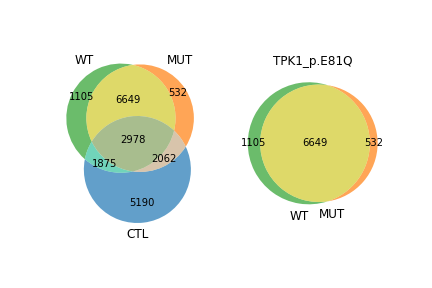 WT MUT
1105 6649 532
2978
1875 2062
5190
CTL
TPK1_p.E81Q
1105 6649 532
WT MUT